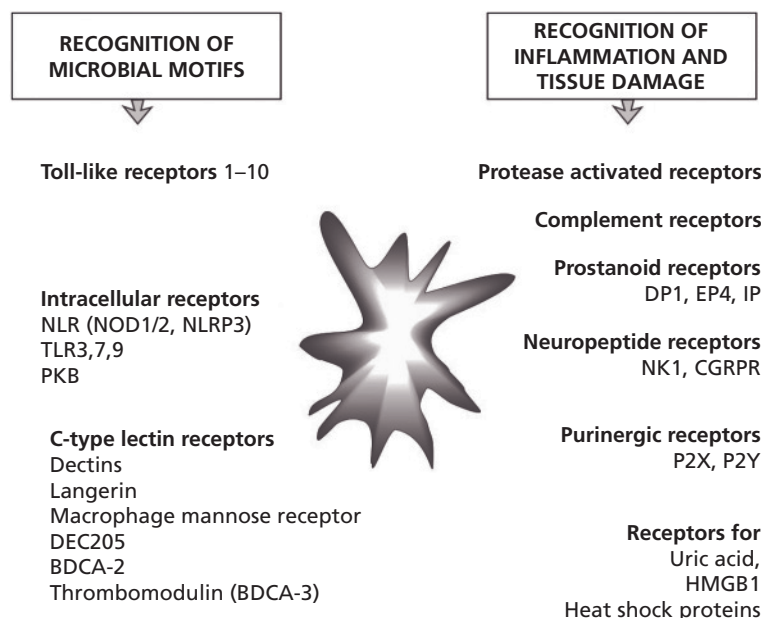 RECOGNITION OF
MICROBIAL MOTIFS
Toll-like receptors 1–10
Intracellular receptors
NLR (NOD1/2, NLRP3)
TLR3,7,9
PKB
C-type lectin receptors
Dectins
Langerin
Macrophage mannose receptor
DEC205
BDCA-2
Thrombomodulin (BDCA-3)
RECOGNITION OF
INFLAMMATION AND
TISSUE DAMAGE
Protease activated receptors
Complement receptors
Prostanoid receptors
DP1, EP4, IP
Neuropeptide receptors
NK1, CGRPR
Purinergic receptors
P2X, P2Y
Receptors for
Uric acid,
HMGB1
Heat shock proteins